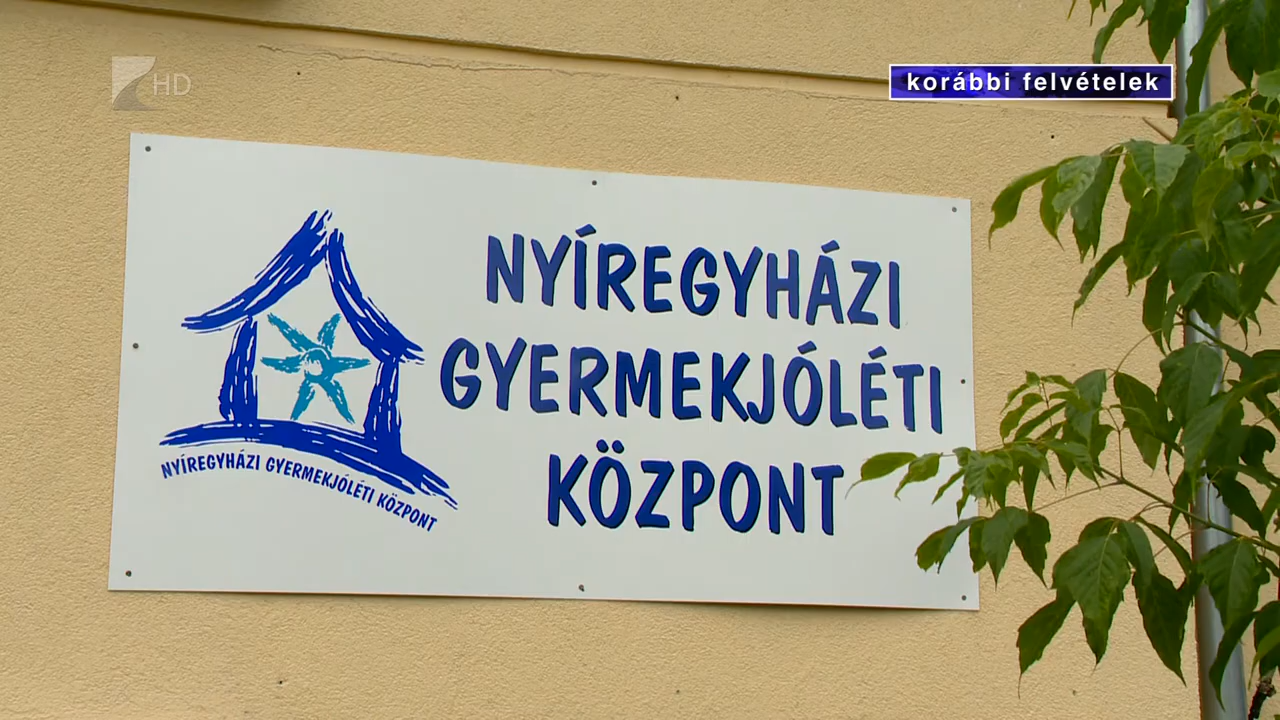 HD
korábbi felvételek
NYÍREGYHÁZI
GYERMEKJÓLÉTI
KÖZPONT
NYÍREGYHÁZI GYERMEKJÓLÉTI KÖZPONT